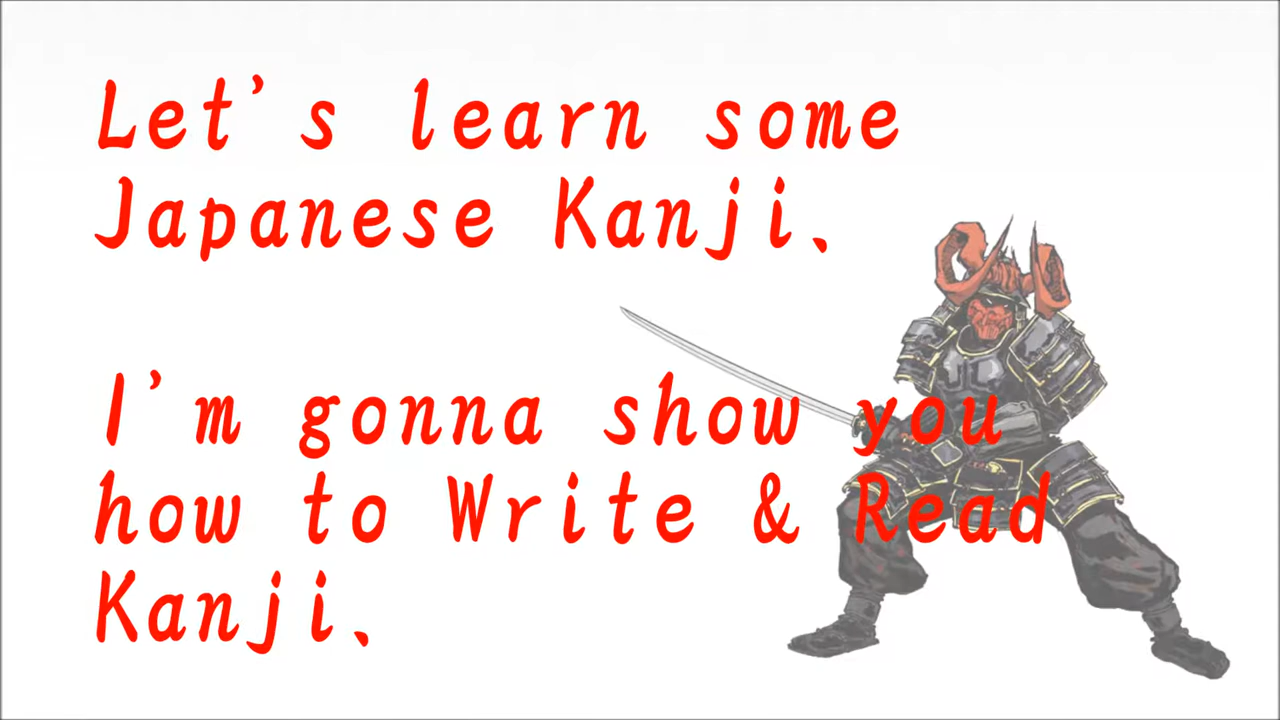 Let's learn some
Japanese Kanji、
I'm gonna show you
how to Write & Read
Kanji、